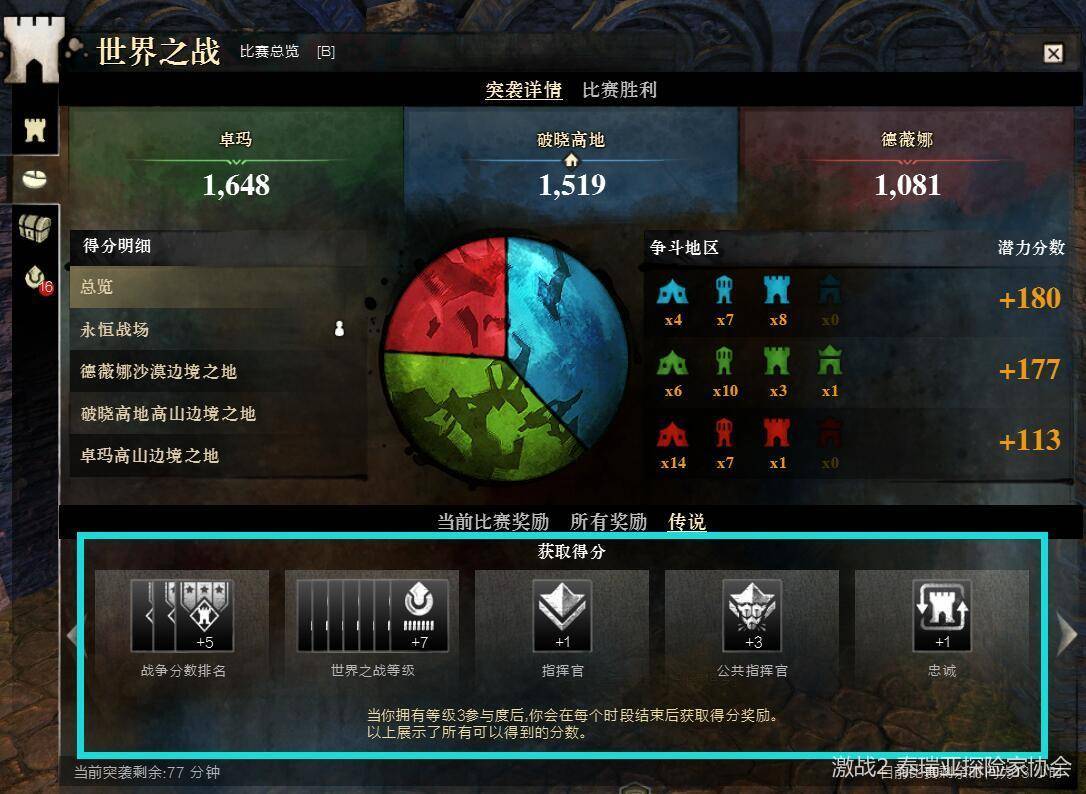 世界之战 比赛总览 [B]
突袭详情 比赛胜利
卓玛 破晓高地 德薇娜
1,648 1,519 1,081
得分明细
总览
永恒战场
德薇娜沙漠边境之地
破晓高地高山边境之地
卓玛高山边境之地
16
争斗地区 潜力分数
x4 x7 x8 x0 +180
x6 x10 x3 x1 +177
x14 x7 x1 x0 +113
当前比赛奖励 所有奖励 传说
获取得分
+5 +7 +1 +3 +1
战争分数排名 世界之战等级 指挥官 公共指挥官 忠诚
当你拥有等级3参与度后,你会在每个时段结束后获取得分奖励。
以上展示了所有可以得到的分数。
当前突袭剩余:77 分钟
激战2 泰瑞亚探险家协会